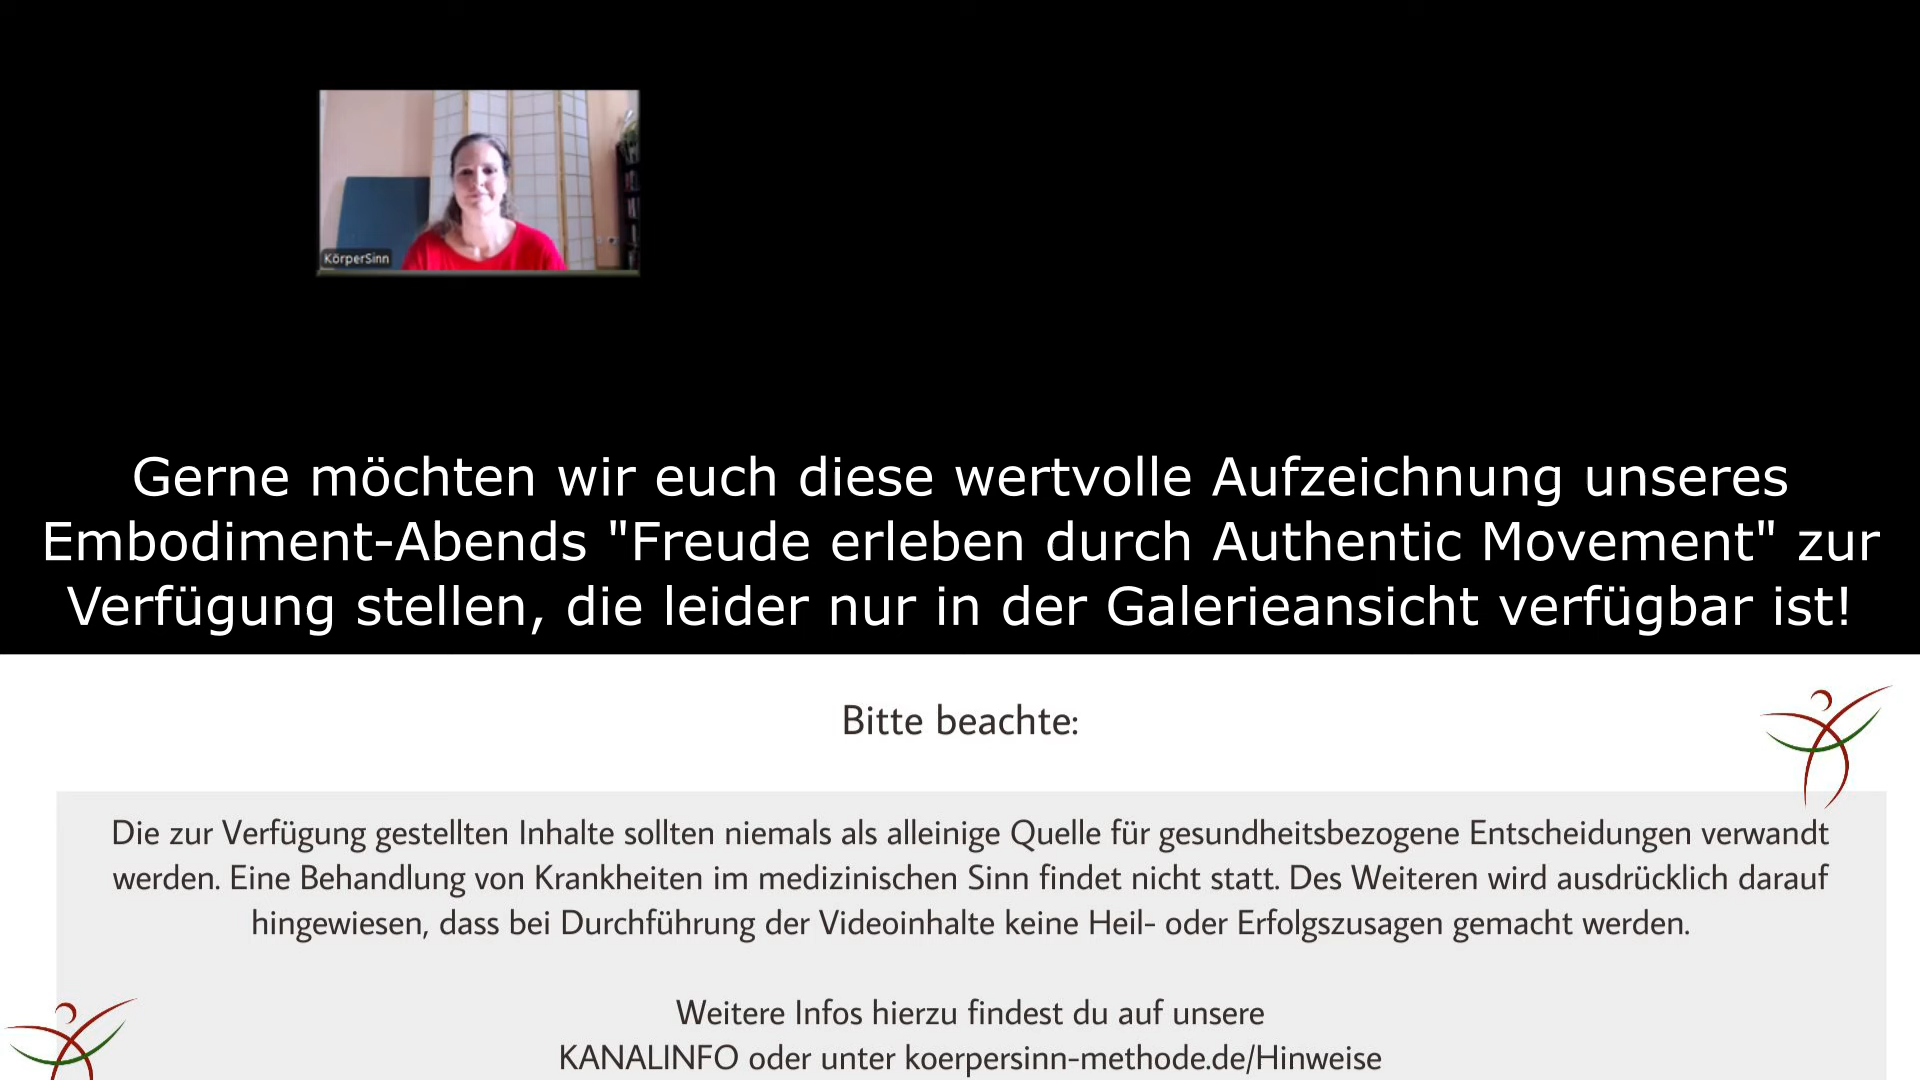 KörperSinn
Gerne möchten wir euch diese wertvolle Aufzeichnung unseres
Embodiment-Abends "Freude erleben durch Authentic Movement" zur
Verfügung stellen, die leider nur in der Galerieansicht verfügbar ist!
Bitte beachte:
Die zur Verfügung gestellten Inhalte sollten niemals als alleinige Quelle für gesundheitsbezogene Entscheidungen verwandt
werden. Eine Behandlung von Krankheiten im medizinischen Sinn findet nicht statt. Des Weiteren wird ausdrücklich darauf
hingewiesen, dass bei Durchführung der Videoinhalte keine Heil- oder Erfolgszusagen gemacht werden.
Weitere Infos hierzu findest du auf unsere
KANALINFO oder unter koerpersinn-methode.de/Hinweise